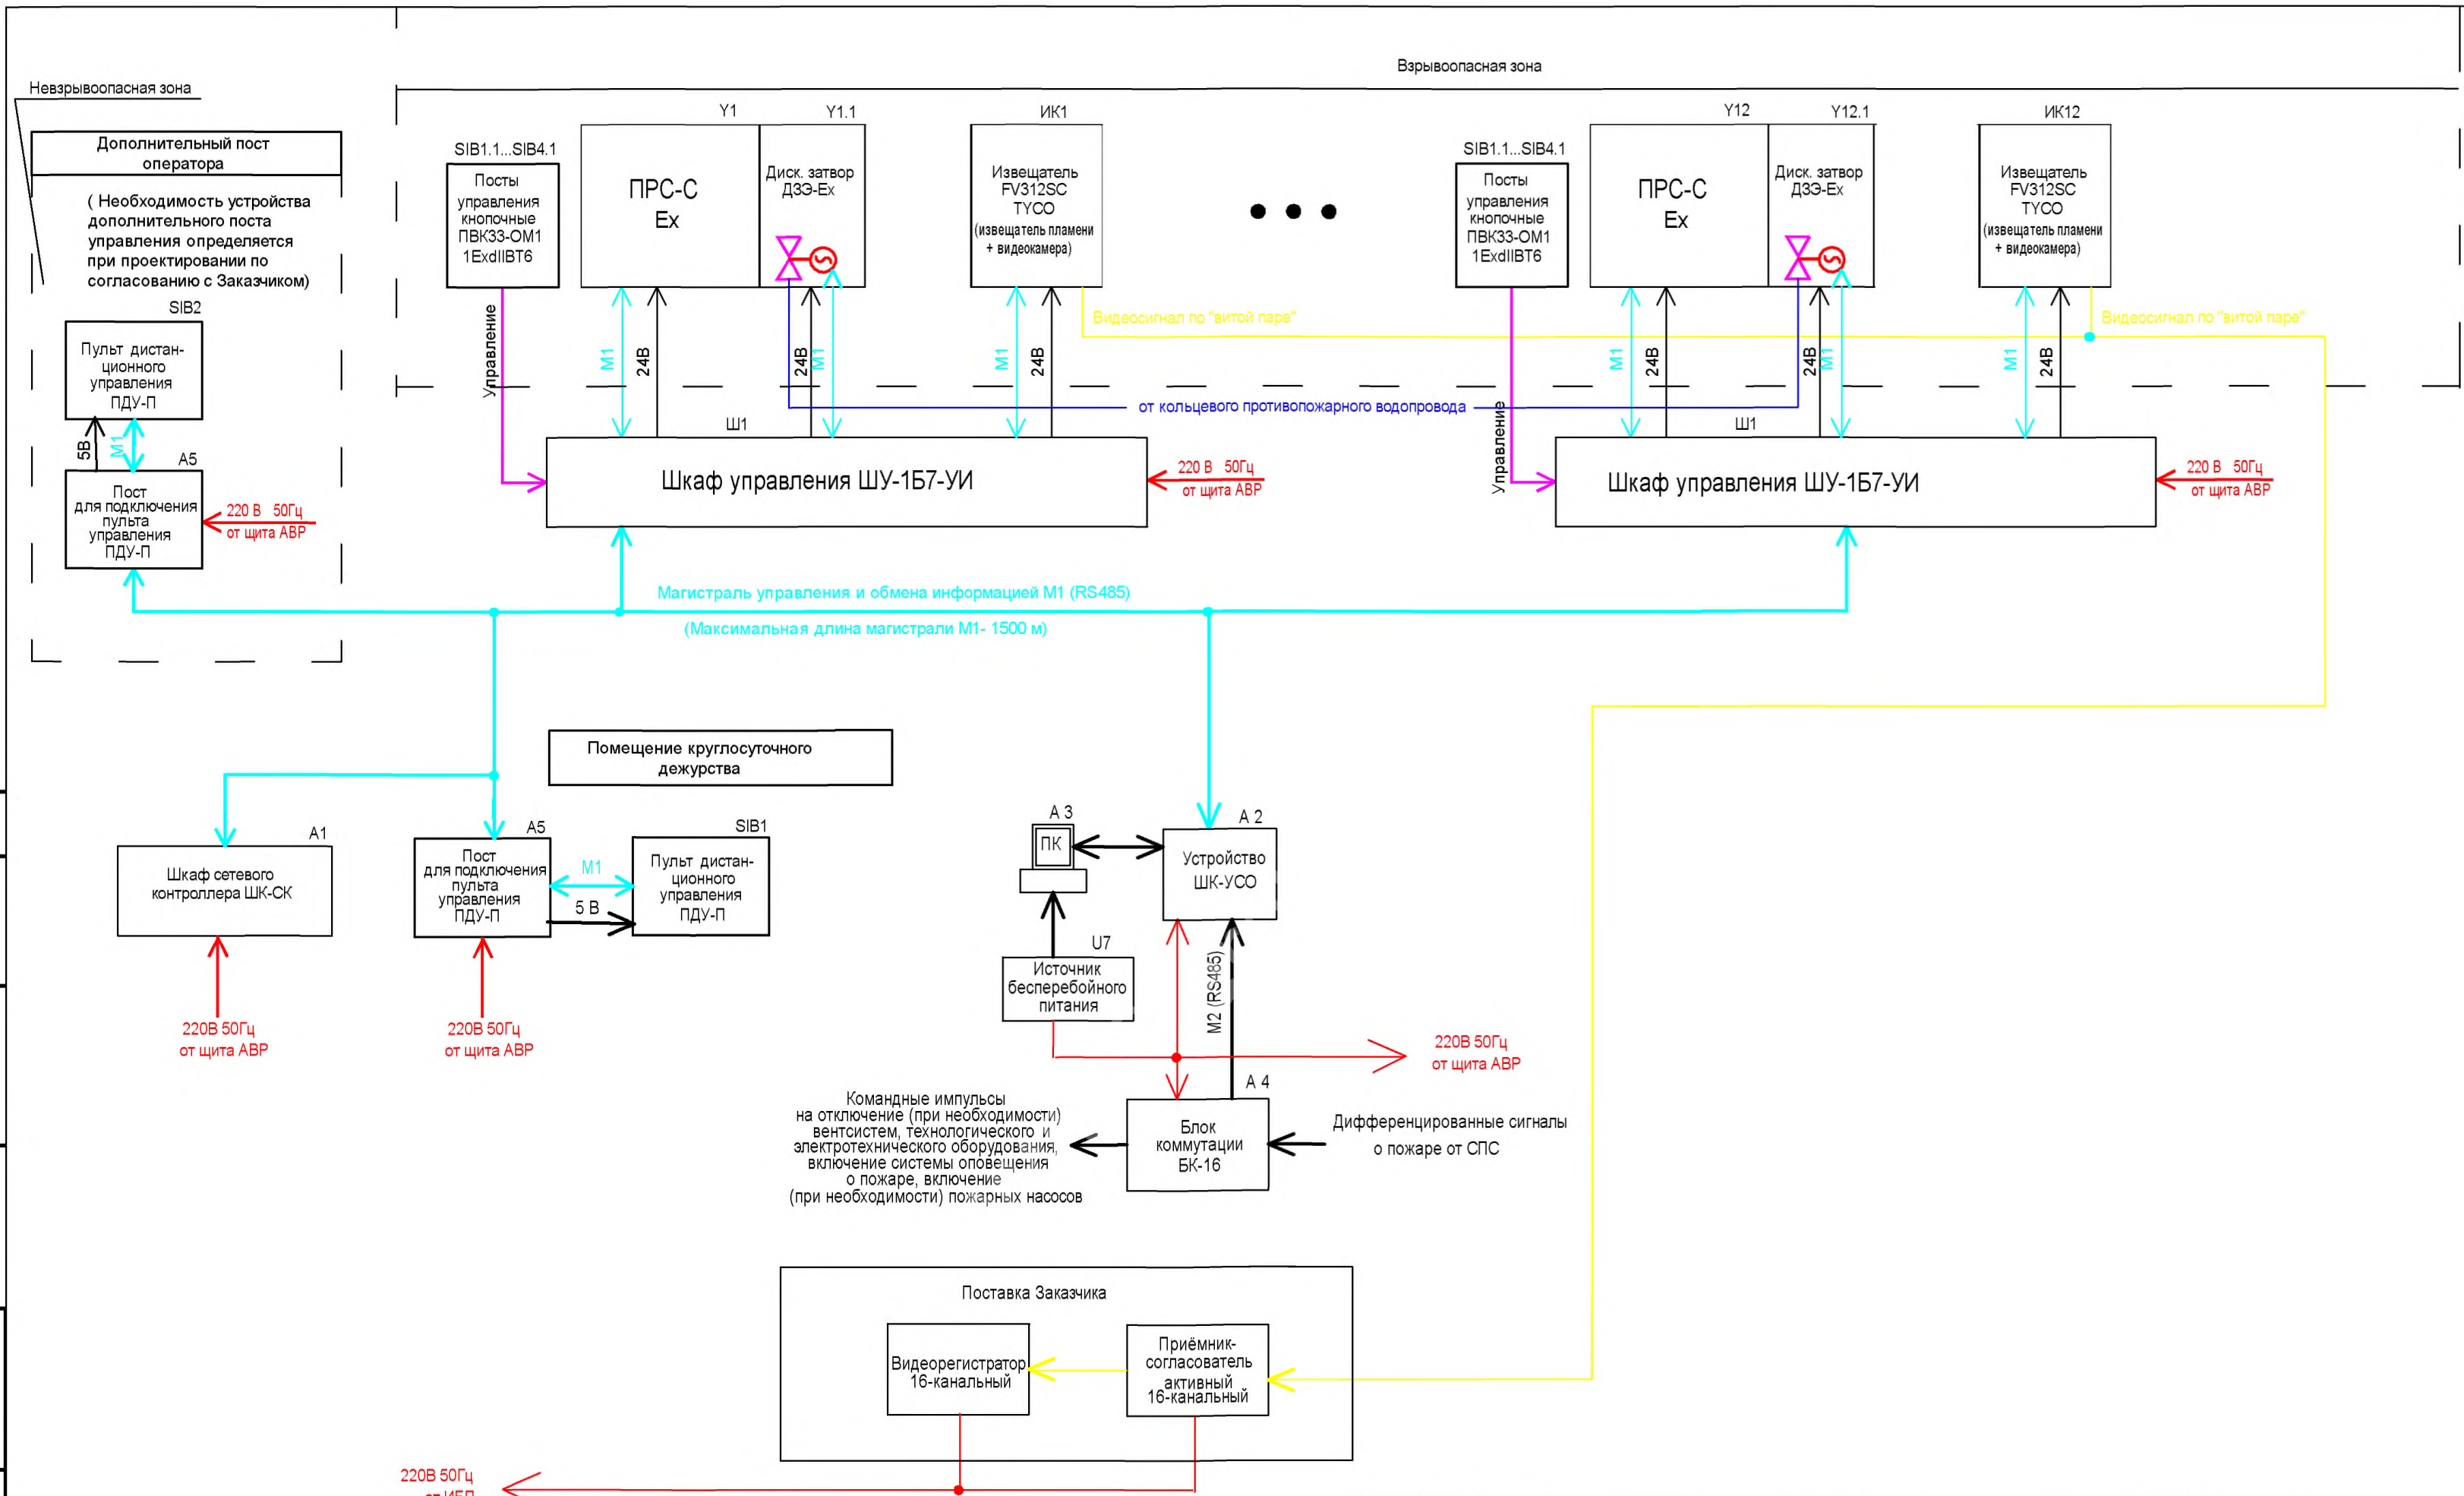 Взрывоопасная зона
Невзрывоопасная зона
Дополнительный пост
оператора
( Необходимость устройства
дополнительного поста
управления определяется
при проектировании по
согласованию с Заказчиком)
SIB2
Пульт дистан-
ционного
управления
ПДУ-П
5В
М1
А5
Пост
для подключения
пульта
управления
ПДУ-П
220 В 50Гц
от щита АВР
SIB1.1...SIB4.1
Посты
управления
кнопочные
ПВК33-ОМ1
1ExdIIВТ6
Управление
Y1
ПРС-С
Ex
Y1.1
Диск. затвор
ДЗЭ-Ex
ИК1
Извещатель
FV312SC
TYCO
(извещатель пламени
+ видеокамера)
Видеосигнал по "витой паре"
М1
24В
24В
М1
М1
24В
от кольцевого противопожарного водопровода
Ш1
Шкаф управления ШУ-1Б7-УИ
220 В 50Гц
от щита АВР
SIB1.1...SIB4.1
Посты
управления
кнопочные
ПВК33-ОМ1
1ExdIIВТ6
Управление
Y12
ПРС-С
Ex
Y12.1
Диск. затвор
ДЗЭ-Ex
ИК12
Извещатель
FV312SC
TYCO
(извещатель пламени
+ видеокамера)
Видеосигнал по "витой паре"
М1
24В
24В
М1
М1
24В
Ш1
Шкаф управления ШУ-1Б7-УИ
220 В 50Гц
от щита АВР
Магистраль управления и обмена информацией М1 (RS485)
(Максимальная длина магистрали М1- 1500 м)
Помещение круглосуточного
дежурства
А1
Шкаф сетевого
контроллера ШК-СК
220В 50Гц
от щита АВР
А5
Пост
для подключения
пульта
управления
ПДУ-П
220В 50Гц
от щита АВР
М1
5 В
SIB1
Пульт дистан-
ционного
управления
ПДУ-П
А 3
ПК
А 2
Устройство
ШК-УСО
U7
Источник
бесперебойного
питания
М2 (RS485)
220В 50Гц
от щита АВР
А 4
Блок
коммутации
БК-16
Командные импульсы
на отключение (при необходимости)
вентсистем, технологического и
электротехнического оборудования,
включение системы оповещения
о пожаре, включение
(при необходимости) пожарных насосов
Дифференцированные сигналы
о пожаре от СПС
Поставка Заказчика
Видеорегистратор
16-канальный
Приёмник-
согласователь
активный
16-канальный
220В 50Гц
от ИБП